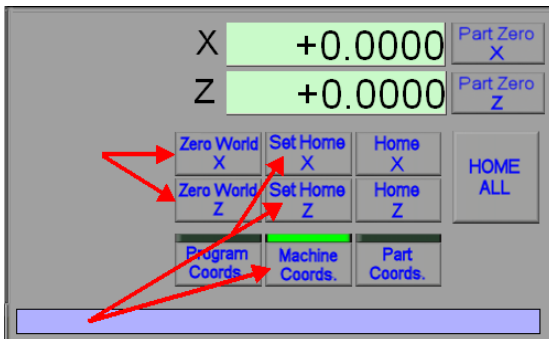 X +0.0000 Part Zero X
Z +0.0000 Part Zero Z
Zero World X
Set Home X
Home X
HOME ALL
Zero World Z
Set Home Z
Home Z
Program Coords.
Machine Coords.
Part Coords.